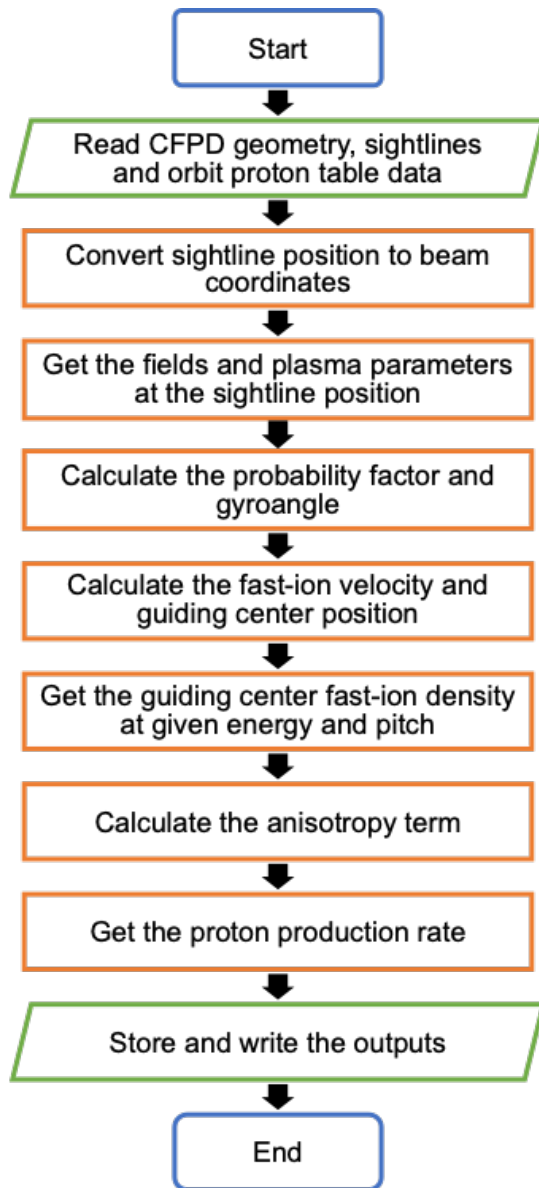 Start
Read CFPD geometry, sightlines
and orbit proton table data
Convert sightline position to beam
coordinates
Get the fields and plasma parameters
at the sightline position
Calculate the probability factor and
gyroangle
Calculate the fast-ion velocity and
guiding center position
Get the guiding center fast-ion density
at given energy and pitch
Calculate the anisotropy term
Get the proton production rate
Store and write the outputs
End